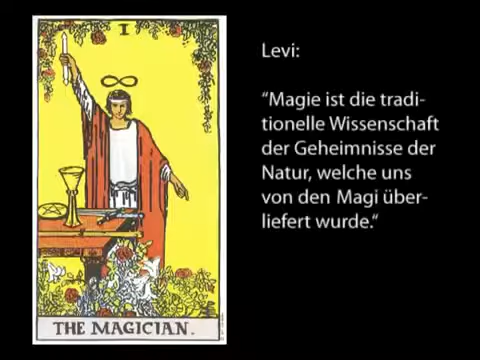 I
THE MAGICIAN.
Levi:
“Magie ist die tradi-
tionelle Wissenschaft
der Geheimnisse der
Natur, welche uns
von den Magi über-
liefert wurde.“